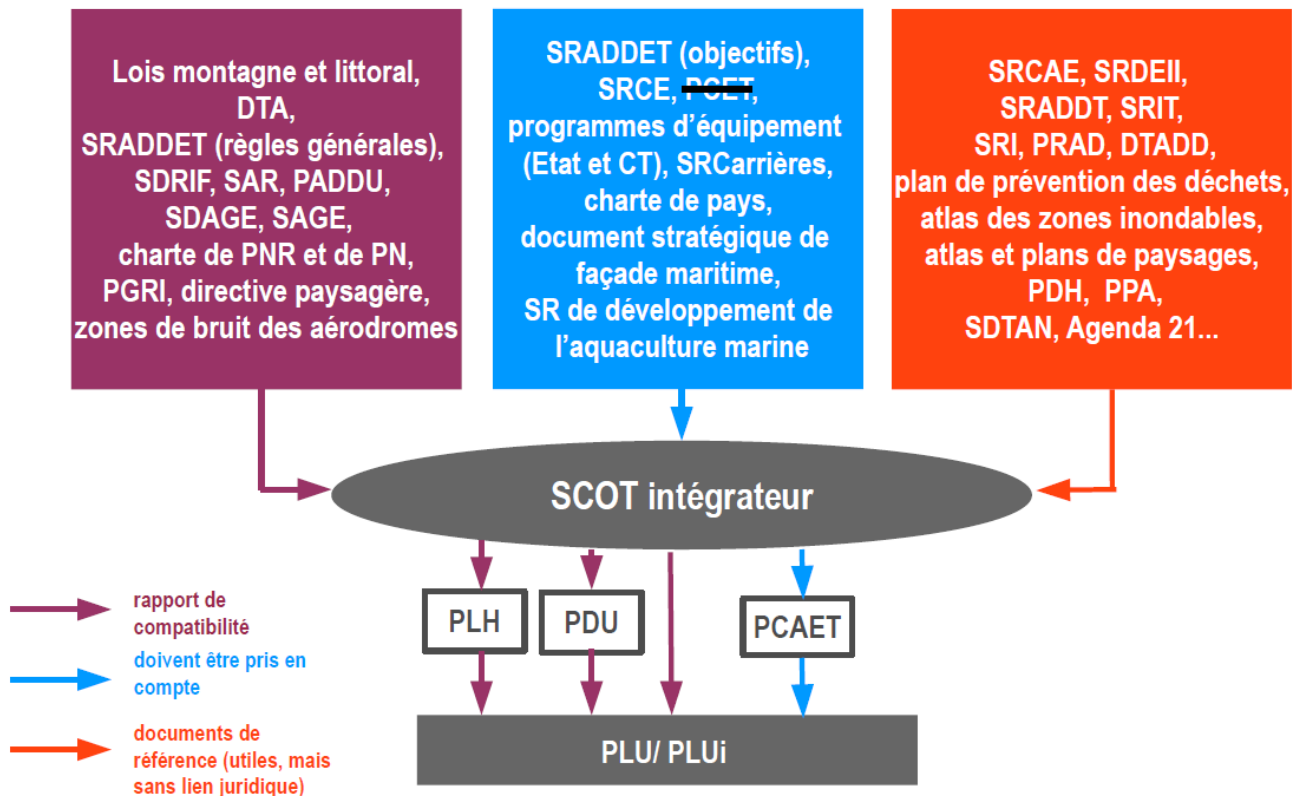 Lois montagne et littoral,
DTA,
SRADDET (règles générales),
SDRIF, SAR, PADDU,
SDAGE, SAGE,
charte de PNR et de PN,
PGRI, directive paysagère,
zones de bruit des aérodromes
SRADDET (objectifs),
SRCE, PCET,
programmes d'équipement
(Etat et CT), SRCarrières,
charte de pays,
document stratégique de
façade maritime,
SR de développement de
l'aquaculture marine
SRCAE, SRDEII,
SRADDT, SRIT,
SRI, PRAD, DTADD,
plan de prévention des déchets,
atlas des zones inondables,
atlas et plans de paysages,
PDH, PPA,
SDTAN, Agenda 21...
SCOT intégrateur
PLH
PDU
PCAET
PLU/ PLUi
rapport de
compatibilité
doivent être pris en
compte
documents de
référence (utiles, mais
sans lien juridique)